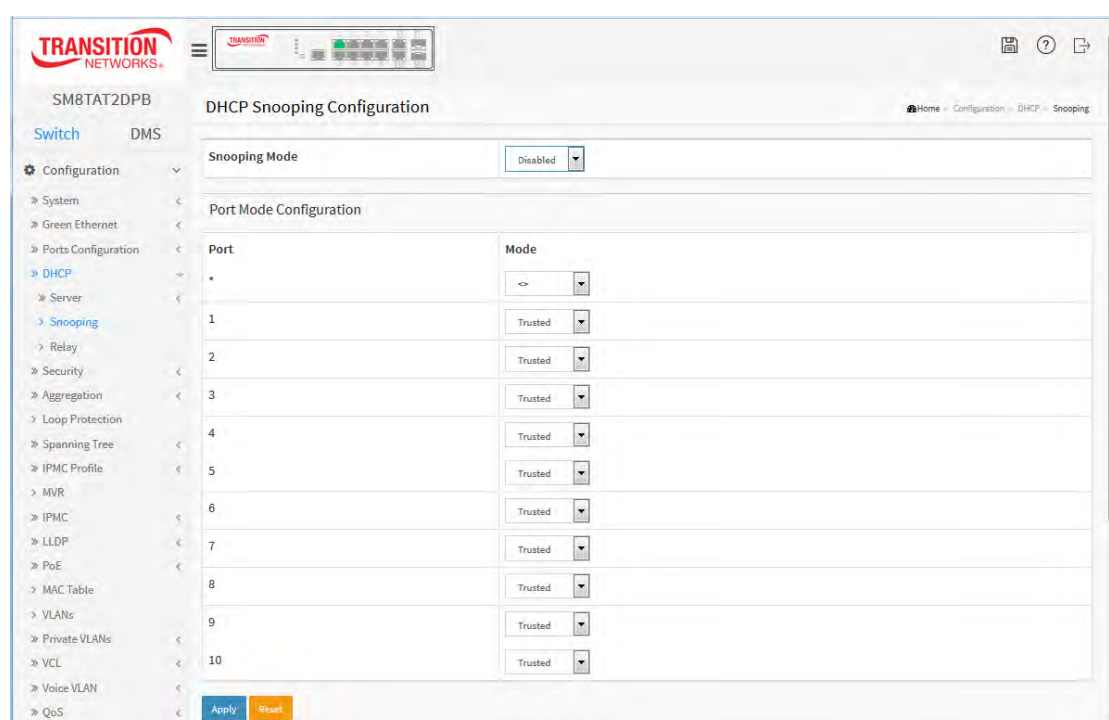 TRANSITION
NETWORKS®
TRANSITION
SM8TAT2DPB
Switch DMS
Configuration
» System
» Green Ethernet
» Ports Configuration
» DHCP
» Server
> Snooping
> Relay
» Security
» Aggregation
> Loop Protection
» Spanning Tree
» IPMC Profile
> MVR
» IPMC
» LLDP
» PoE
> MAC Table
> VLANs
» Private VLANs
» VCL
» Voice VLAN
» QoS
DHCP Snooping Configuration
Home Configuration DHCP Snooping
Snooping Mode Disabled
Port Mode Configuration
Port Mode
* <>
1 Trusted
2 Trusted
3 Trusted
4 Trusted
5 Trusted
6 Trusted
7 Trusted
8 Trusted
9 Trusted
10 Trusted
Apply Reset